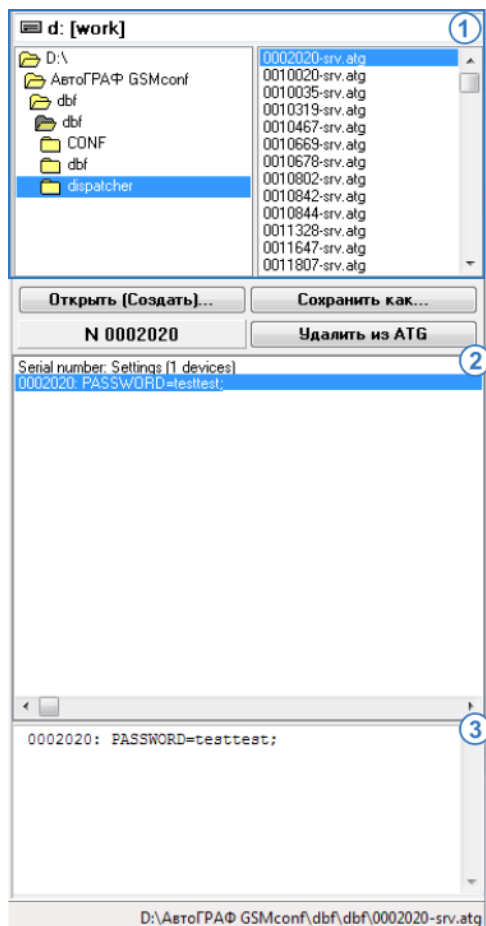 d: [work]
1
D:\
АвтоГРАФ GSMconf
dbf
dbf
CONF
dbf
dispatcher
0002020-srv.atg
0010020-srv.atg
0010035-srv.atg
0010319-srv.atg
0010467-srv.atg
0010669-srv.atg
0010678-srv.atg
0010802-srv.atg
0010842-srv.atg
0010844-srv.atg
0011328-srv.atg
0011647-srv.atg
0011807-srv.atg
Открыть (Создать)...
Сохранить как...
N 0002020
Удалить из ATG
2
Serial number: Settings (1 devices)
0002020: PASSWORD=testtest;
3
0002020: PASSWORD=testtest;
D:\АвтоГРАФ GSMconf\dbf\dbf\0002020-srv.atg